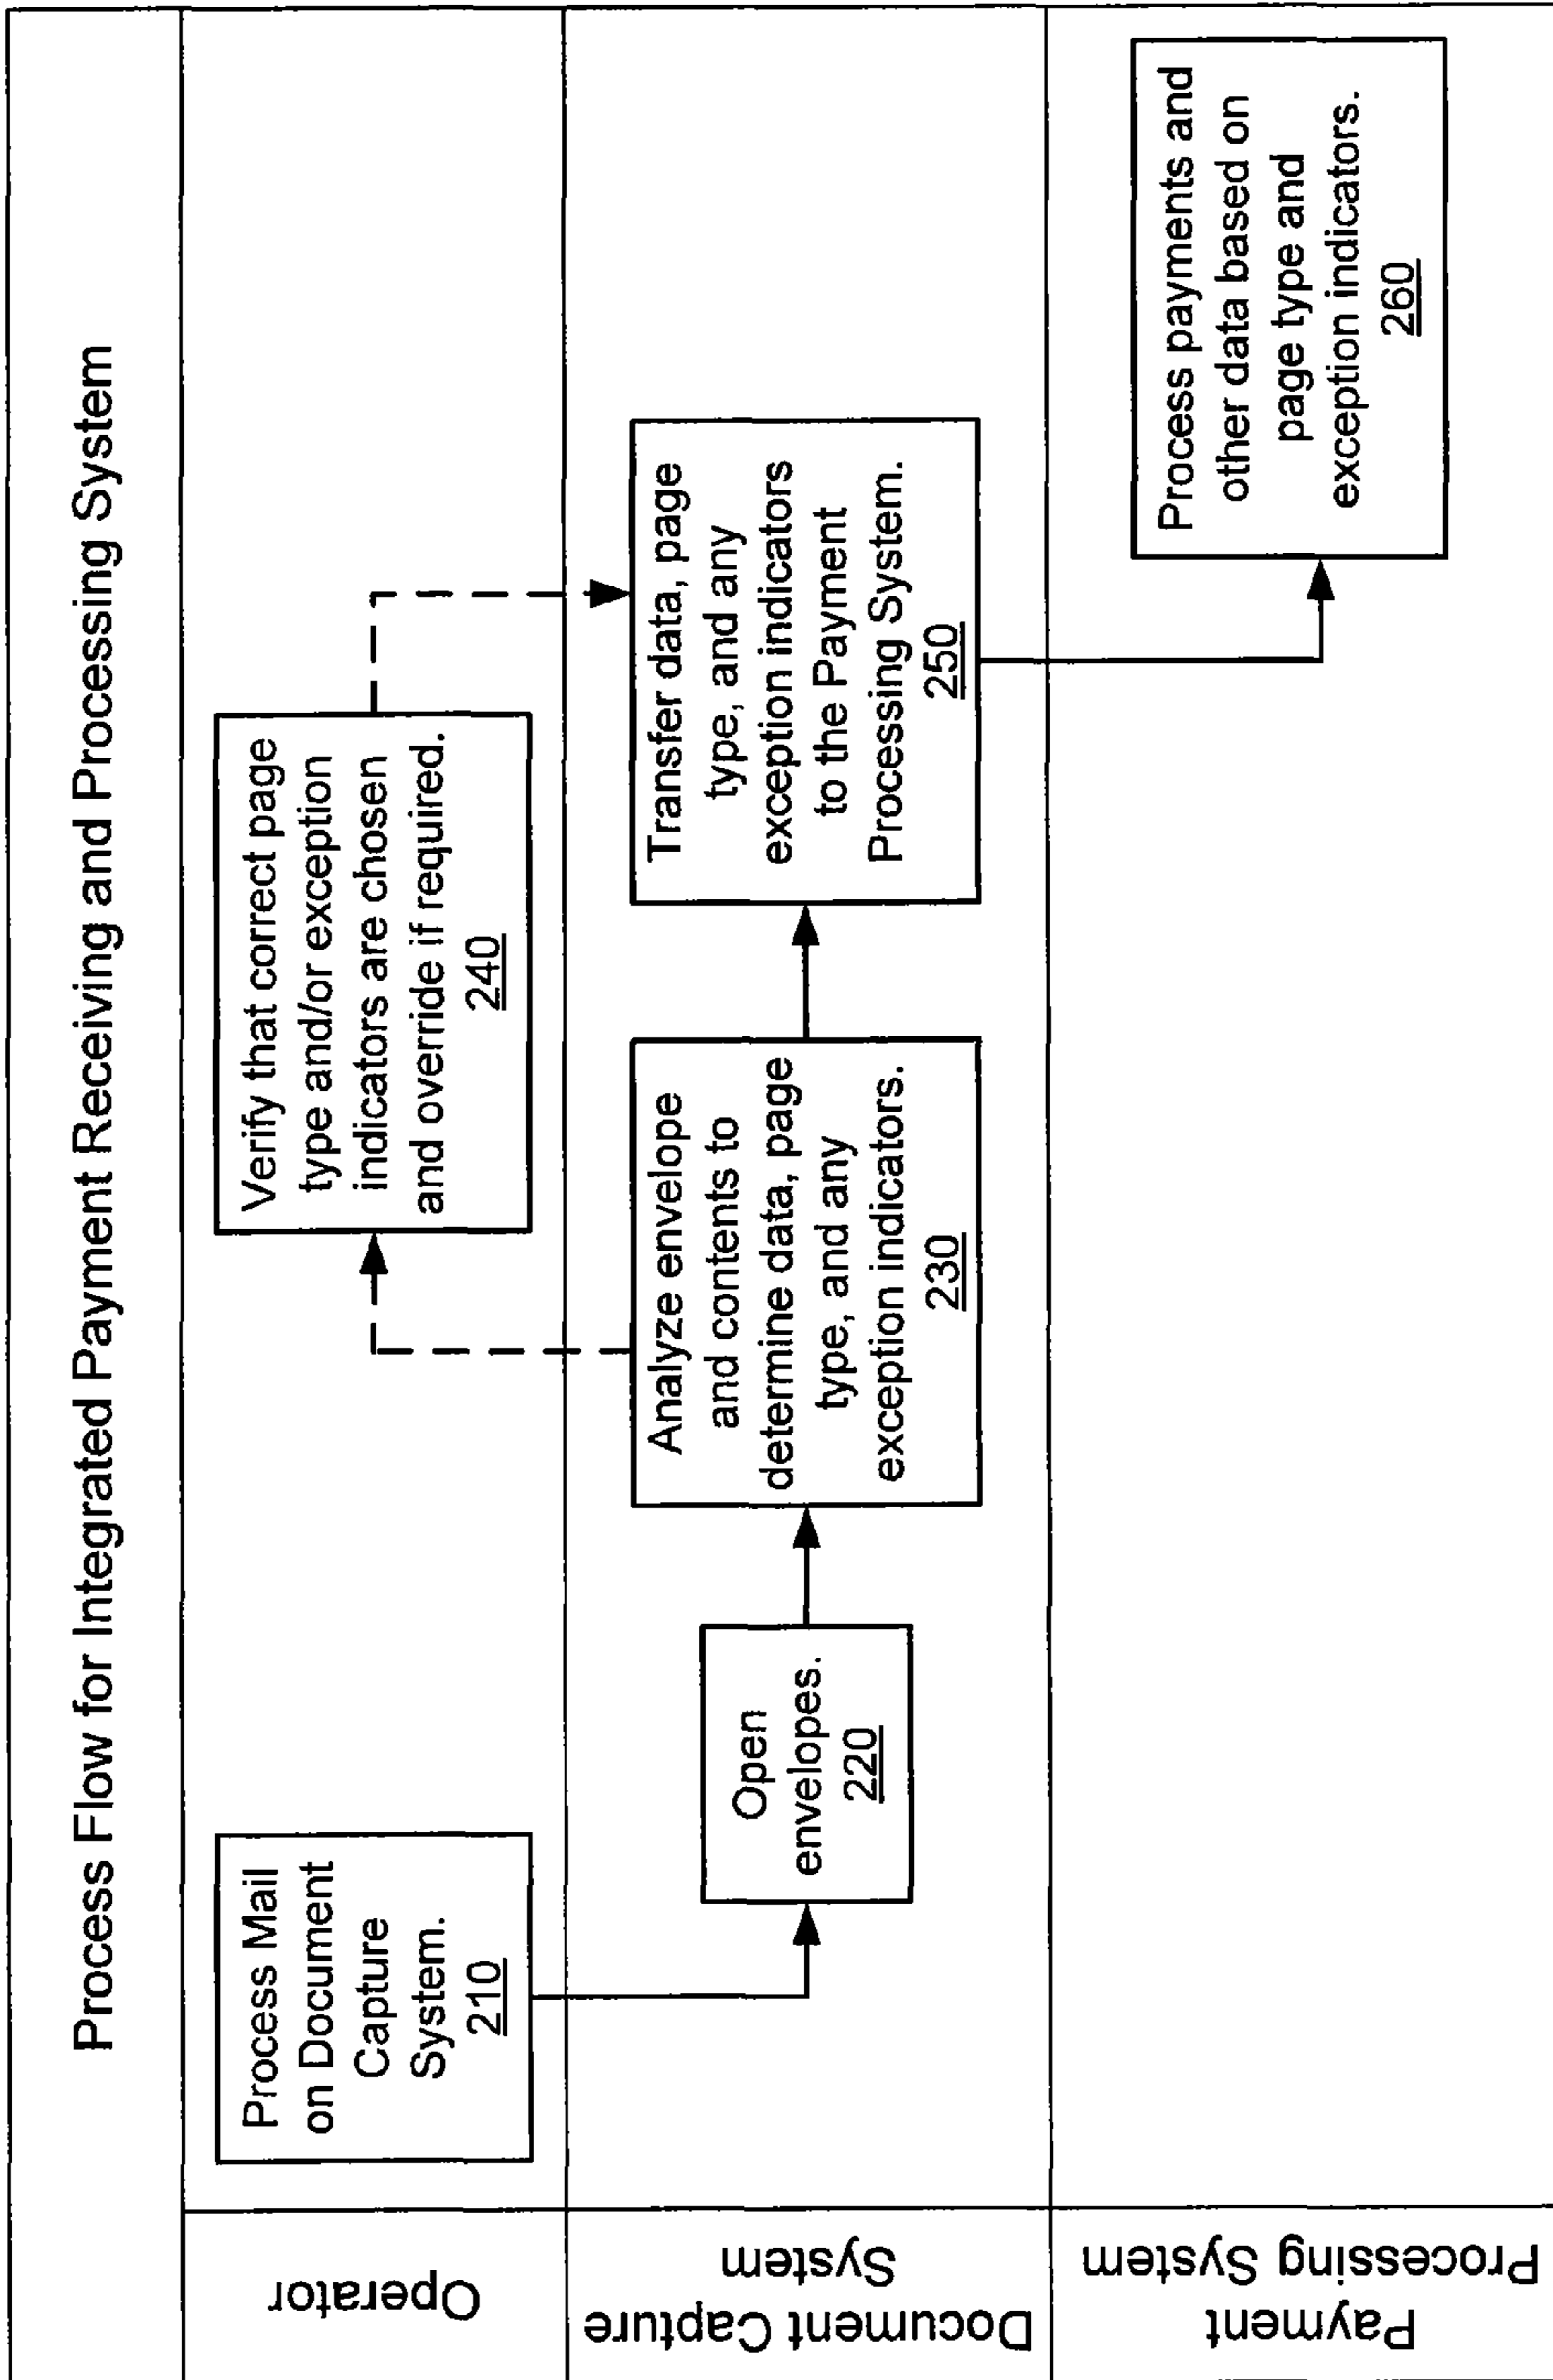 Process Flow for Integrated Payment Receiving and Processing System
Operator
Process Mail
on Document
Capture
System.
210
Verify that correct page
type and/or exception
indicators are chosen
and override if required.
240
Document Capture
System
Open
envelopes.
220
Analyze envelope
and contents to
determine data, page
type, and any
exception indicators.
230
Transfer data, page
type, and any
exception indicators
to the Payment
Processing System.
250
Payment
Processing System
Process payments and
other data based on
page type and
exception indicators.
260